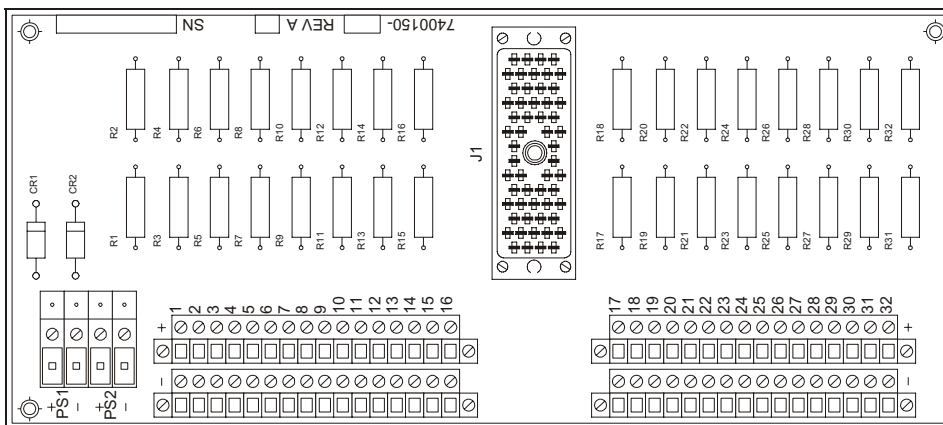 SN REV A 7400150-
R2 R4 R6 R8 R10 R12 R14 R16
R18 R20 R22 R24 R26 R28 R30 R32
J1
CR1 CR2
R1 R3 R5 R7 R9 R11 R13 R15
R17 R19 R21 R23 R25 R27 R29 R31
1 2 3 4 5 6 7 8 9 10 11 12 13 14 15 16
17 18 19 20 21 22 23 24 25 26 27 28 29 30 31 32
+ +
- -
+ - + -
PS1 PS2